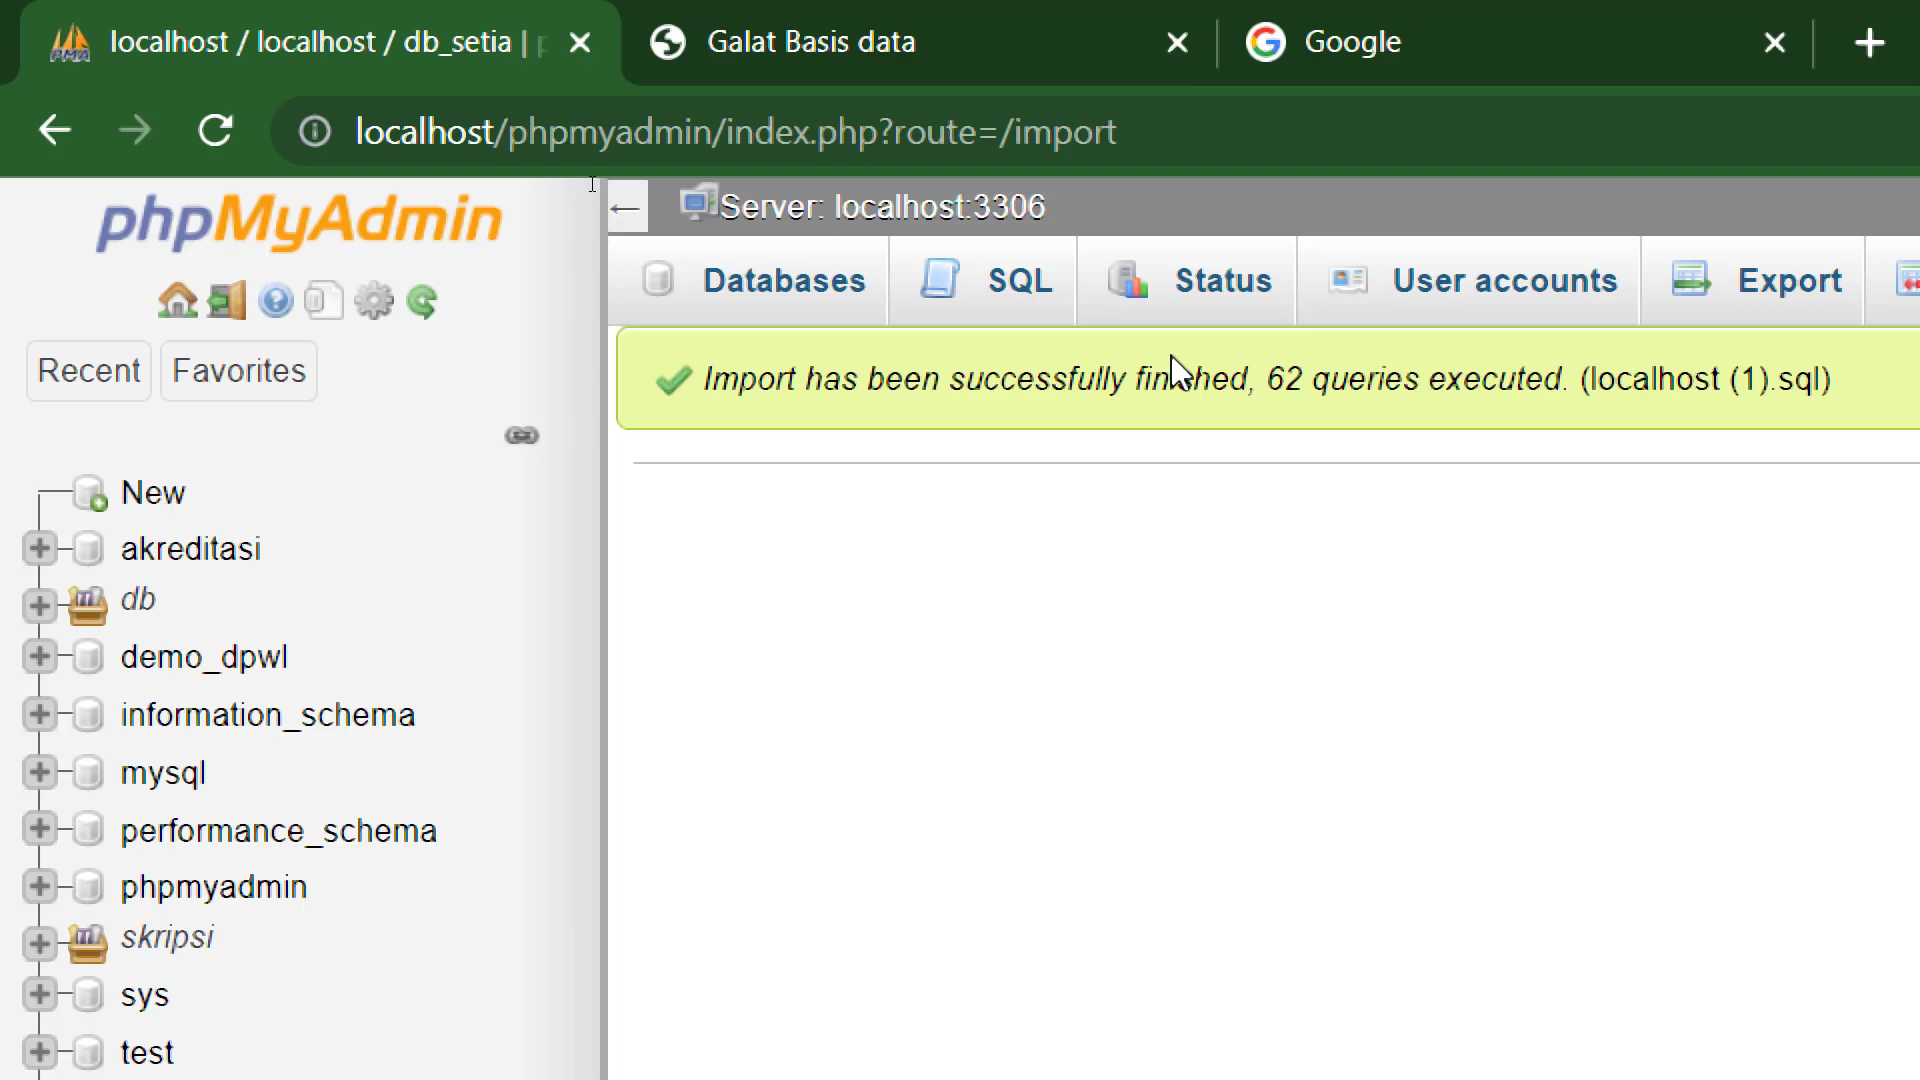 localhost / localhost / db_setia |
Galat Basis data
Google
localhost/phpmyadmin/index.php?route=/import
phpMyAdmin
Server: localhost:3306
Databases
SQL
Status
User accounts
Export
Recent
Favorites
Import has been successfully finished, 62 queries executed. (localhost (1).sql)
New
akreditasi
db
demo_dpwl
information_schema
mysql
performance_schema
phpmyadmin
skripsi
sys
test